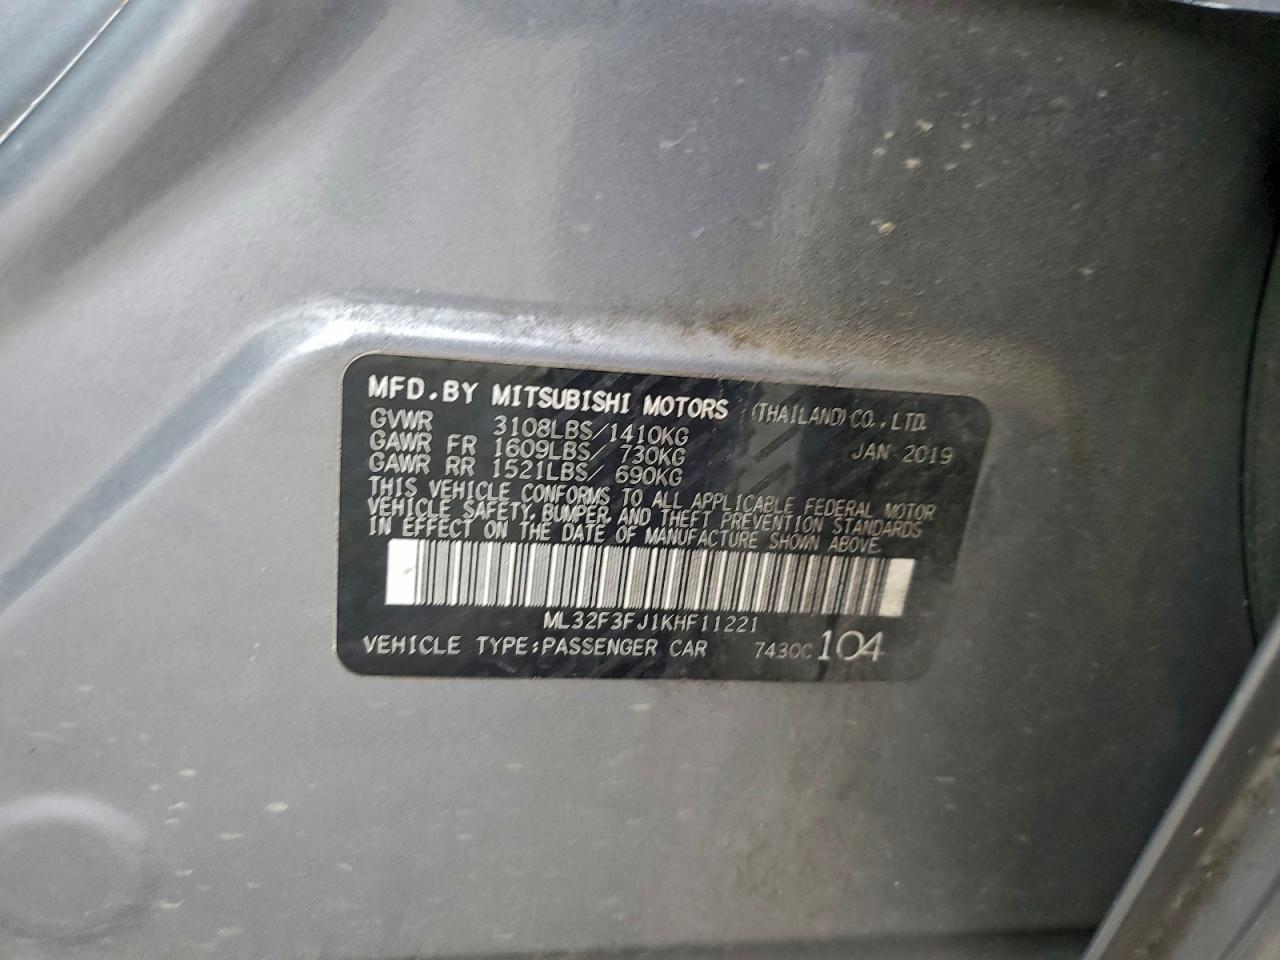 MFD.BY MITSUBISHI MOTORS (THAILAND) CO., LTD.
GVWR 3108LBS/1410KG JAN 2019
GAWR FR 1609LBS/ 730KG
GAWR RR 1521LBS/ 690KG
THIS VEHICLE CONFORMS TO ALL APPLICABLE FEDERAL MOTOR
VEHICLE SAFETY, BUMPER, AND THEFT PREVENTION STANDARDS
IN EFFECT ON THE DATE OF MANUFACTURE SHOWN ABOVE.
ML32F3FJ1KHF11221
VEHICLE TYPE:PASSENGER CAR 7430C 104